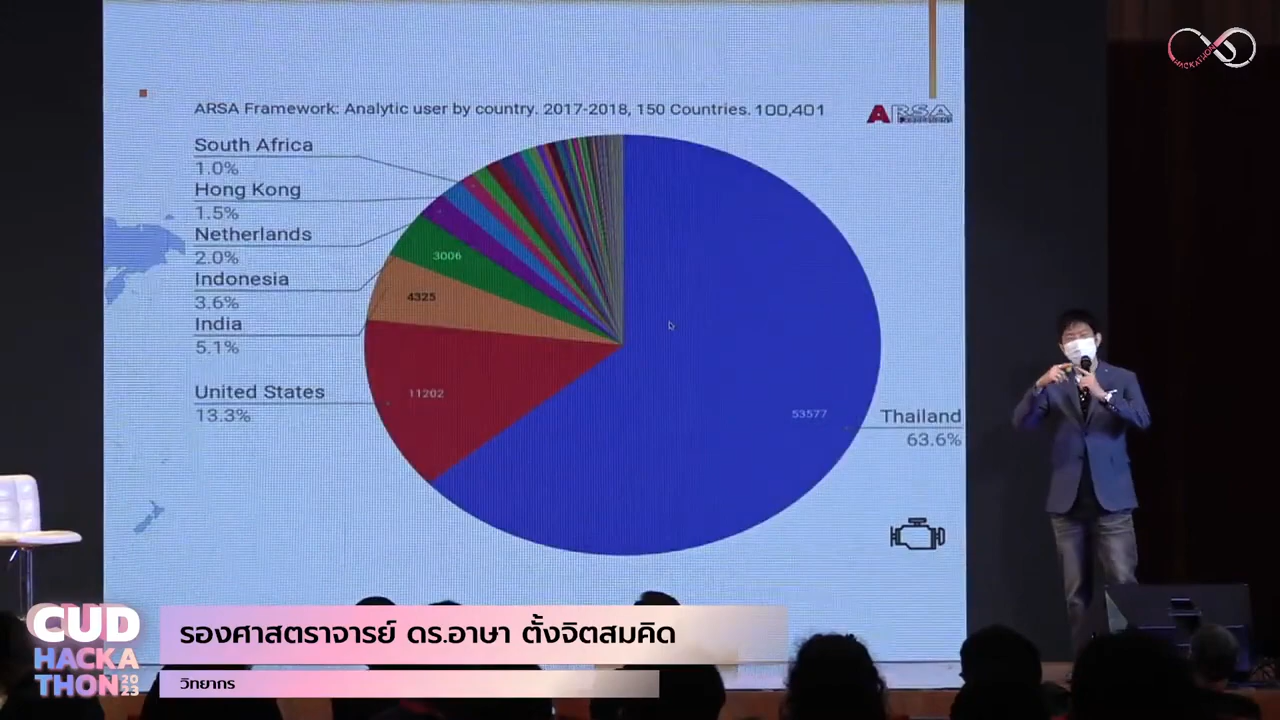 HACKATHON
ARSA Framework: Analytic user by country. 2017-2018, 150 Countries. 100,401
ARSA
South Africa
1.0%
Hong Kong
1.5%
Netherlands
2.0%
Indonesia
3.6%
India
5.1%
United States
13.3%
3006
4325
11202
53577
Thailand
63.6%
CUD
HACKA
THON 20
23
รองศาสตราจารย์ ดร.อาษา ตั้งจิตสมคิด
วิทยากร